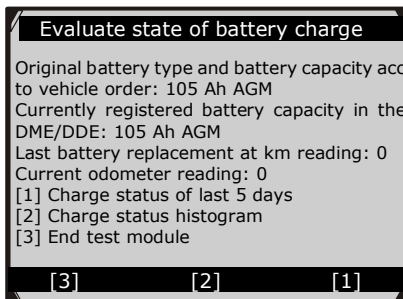 Evaluate state of battery charge
Original battery type and battery capacity acc
to vehicle order: 105 Ah AGM
Currently registered battery capacity in the
DME/DDE: 105 Ah AGM
Last battery replacement at km reading: 0
Current odometer reading: 0
[1] Charge status of last 5 days
[2] Charge status histogram
[3] End test module
[3] [2] [1]